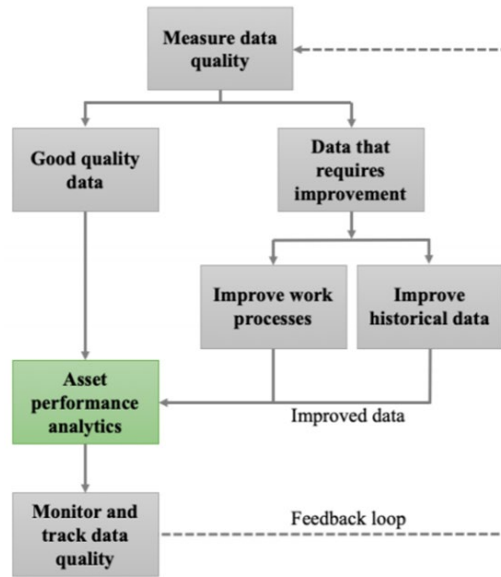 Measure data
quality
Good quality
data
Data that
requires
improvement
Improve work
processes
Improve
historical data
Asset
performance
analytics
Improved data
Monitor and
track data
quality
Feedback loop